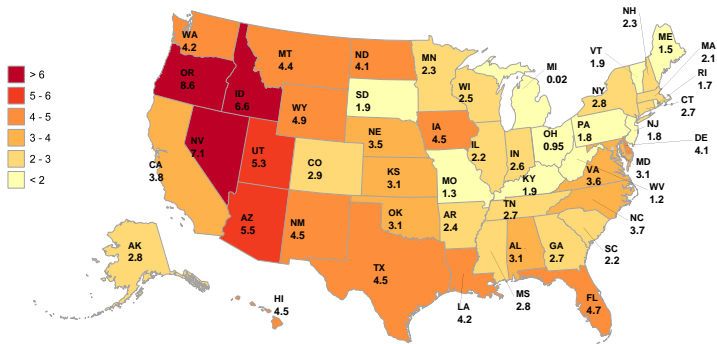 > 6
5 - 6
4 - 5
3 - 4
2 - 3
< 2
WA
4.2
OR
8.6
ID
6.6
MT
4.4
ND
4.1
MN
2.3
SD
1.9
WY
4.9
NV
7.1
UT
5.3
CO
2.9
CA
3.8
AZ
5.5
NM
4.5
NE
3.5
KS
3.1
OK
3.1
TX
4.5
IA
4.5
MO
1.3
AR
2.4
LA
4.2
WI
2.5
IL
2.2
IN
2.6
MI
0.02
OH
0.95
KY
1.9
TN
2.7
MS
2.8
AL
3.1
GA
2.7
FL
4.7
SC
2.2
NC
3.7
VA
3.6
WV
1.2
MD
3.1
DE
4.1
PA
1.8
NJ
1.8
NY
2.8
CT
2.7
RI
1.7
MA
2.1
VT
1.9
NH
2.3
ME
1.5
AK
2.8
HI
4.5